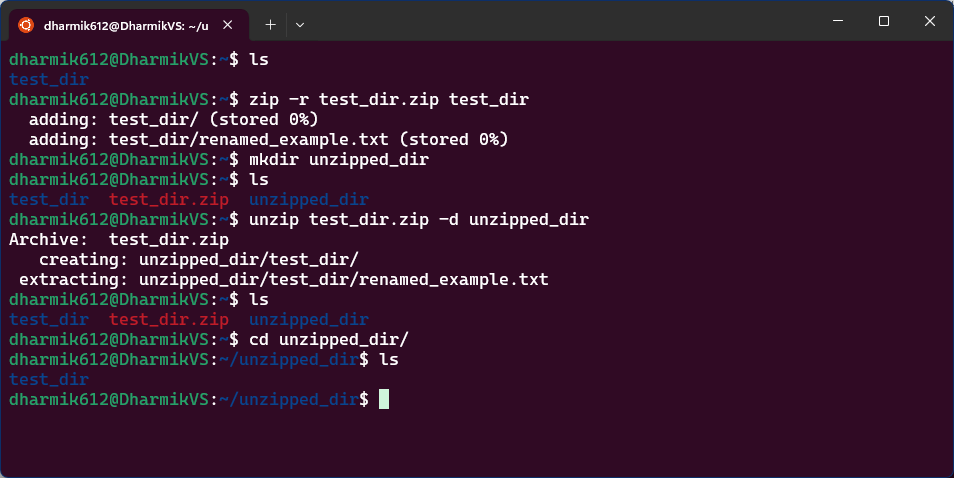 dharmik612@DharmikVS: ~/u
dharmik612@DharmikVS:~$ ls
test_dir
dharmik612@DharmikVS:~$ zip -r test_dir.zip test_dir
  adding: test_dir/ (stored 0%)
  adding: test_dir/renamed_example.txt (stored 0%)
dharmik612@DharmikVS:~$ mkdir unzipped_dir
dharmik612@DharmikVS:~$ ls
test_dir  test_dir.zip  unzipped_dir
dharmik612@DharmikVS:~$ unzip test_dir.zip -d unzipped_dir
Archive:  test_dir.zip
   creating: unzipped_dir/test_dir/
 extracting: unzipped_dir/test_dir/renamed_example.txt
dharmik612@DharmikVS:~$ ls
test_dir  test_dir.zip  unzipped_dir
dharmik612@DharmikVS:~$ cd unzipped_dir/
dharmik612@DharmikVS:~/unzipped_dir$ ls
test_dir
dharmik612@DharmikVS:~/unzipped_dir$